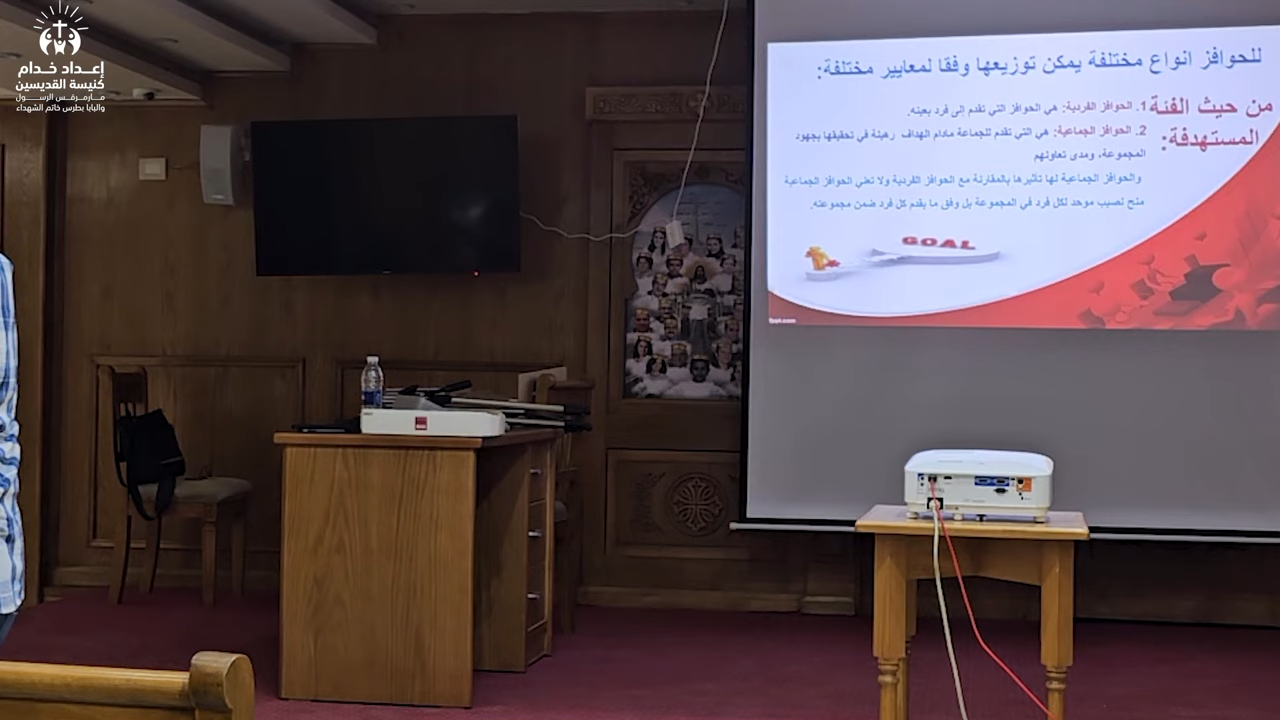 إعداد خدام
كنيسة القديسين
مارمرقس الرسول
والبابا بطرس خاتم الشهداء
للحوافز انواع مختلفة يمكن توزيعها وفقا لمعايير مختلفة:
من حيث الفئة
المستهدفة:
1. الحوافز الفردية: هي الحوافز التي تقدم إلى فرد بعينه.
2. الحوافز الجماعية: هي التي تقدم للجماعة مادام الهداف رهينة في تحقيقها بجهود
المجموعة، ومدى تعاولهم
والحوافز الجماعية لها تأثيرها بالمقارنة مع الحوافز الفردية ولا تعني الحوافز الجماعية
منح نصيب موحد لكل فرد في المجموعة بل وفق ما يقدم كل فرد ضمن مجموعته.
GOAL
fppt.com